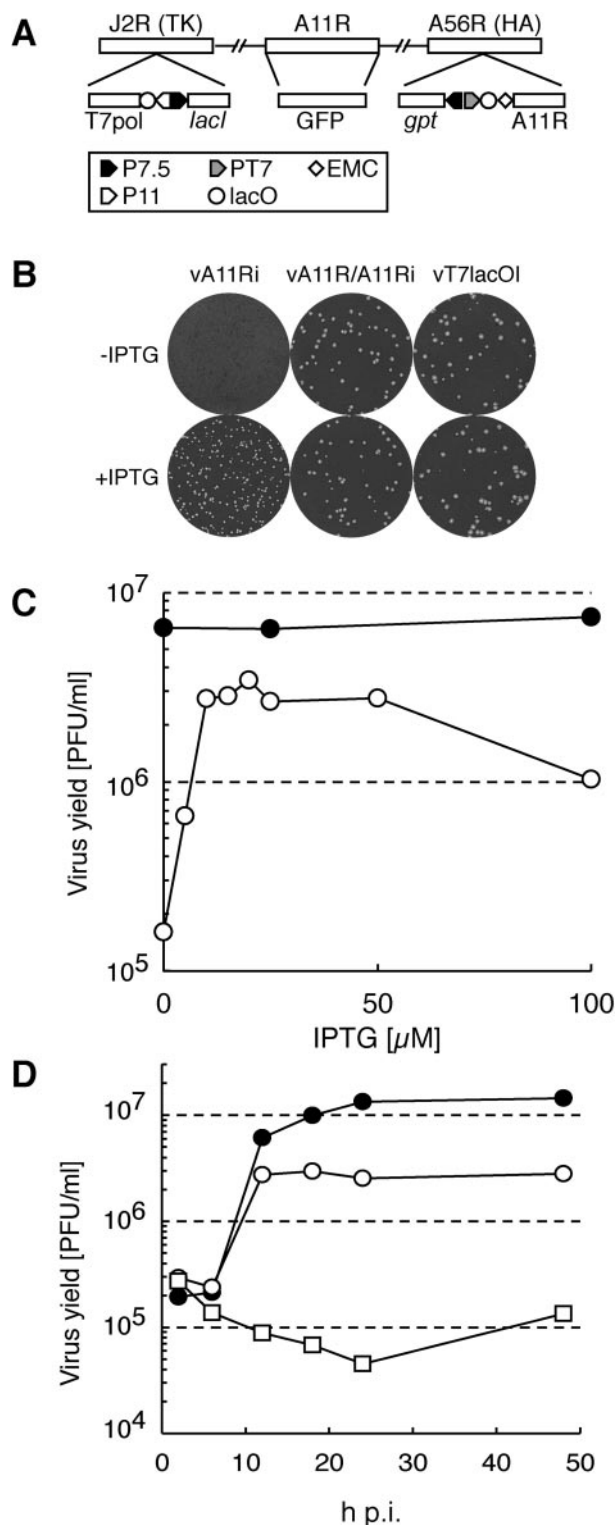 A
J2R (TK) A11R A56R (HA)
T7pol lacI GFP gpt A11R
P7.5 PT7 EMC
P11 lacO
B
vA11Ri vA11R/A11Ri vT7lacOI
-IPTG
+IPTG
C
10^7
10^6
10^5
Virus yield [PFU/ml]
0 50 100
IPTG [µM]
D
10^7
10^6
10^5
10^4
Virus yield [PFU/ml]
0 10 20 30 40 50
h p.i.